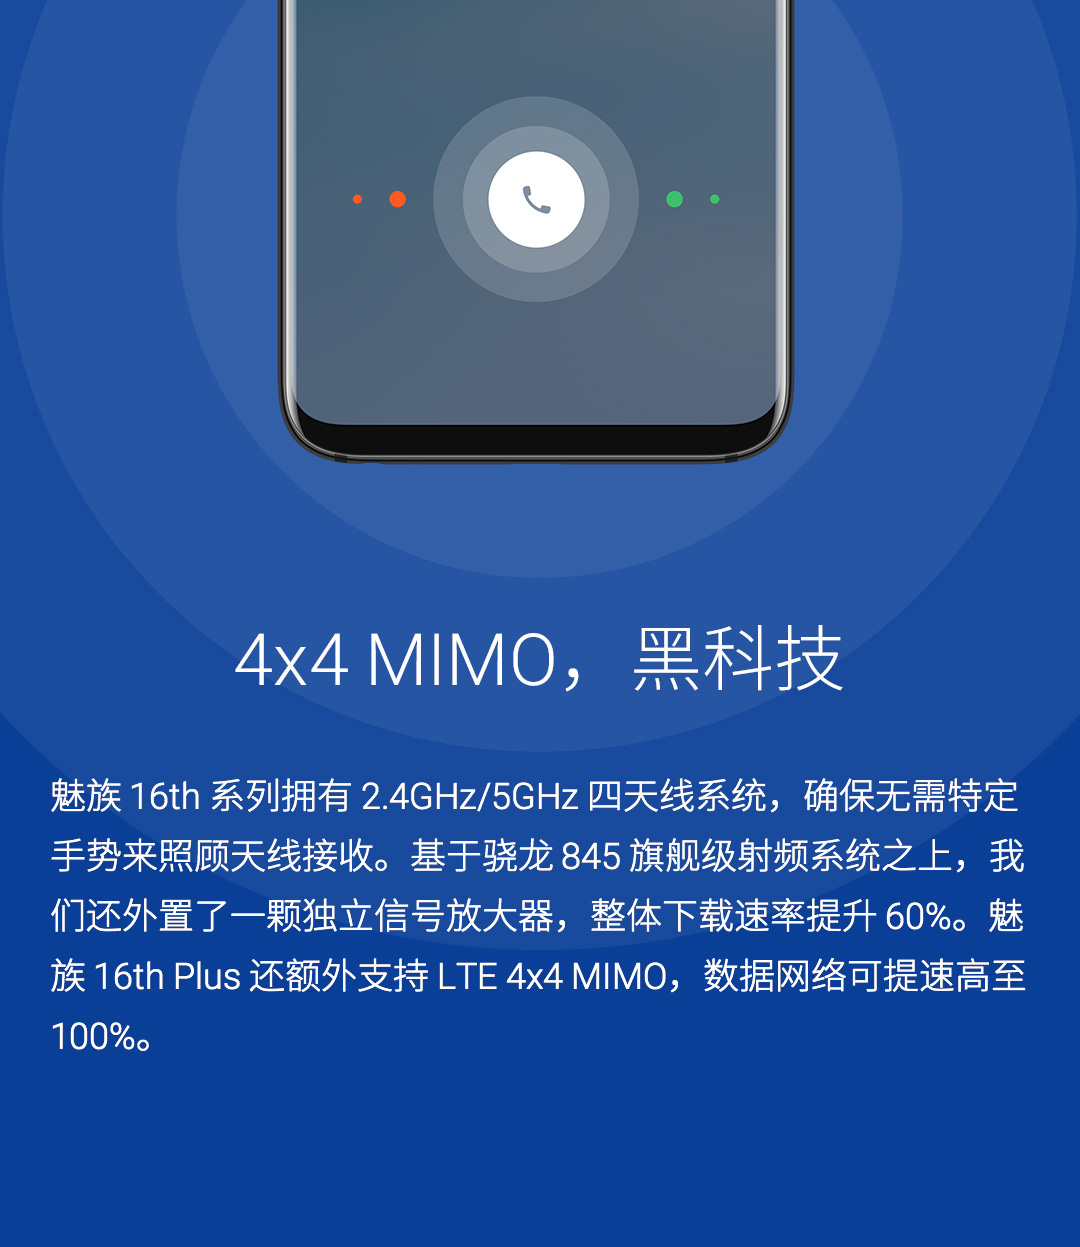 4x4 MIMO，黑科技
魅族 16th 系列拥有 2.4GHz/5GHz 四天线系统，确保无需特定
手势来照顾天线接收。基于骁龙 845 旗舰级射频系统之上，我
们还外置了一颗独立信号放大器，整体下载速率提升 60%。魅
族 16th Plus 还额外支持 LTE 4x4 MIMO，数据网络可提速高至
100%。